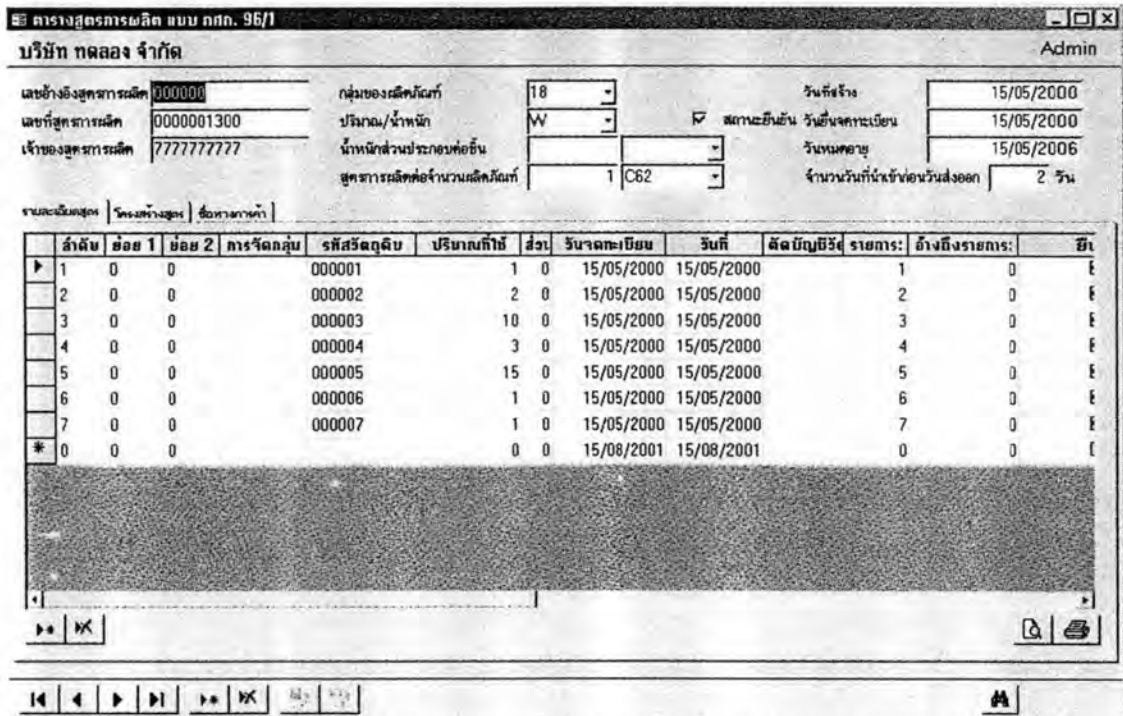 ตารางสูตรการผลิต แบบ กศก. 96/1
บริษัท ทดลอง จำกัด Admin
เลขอ้างอิงสูตรการผลิต 000000 กลุ่มของผลิตภัณฑ์ 18 วันที่สร้าง 15/05/2000
เลขที่สูตรการผลิต 0000001300 ปริมาณ/น้ำหนัก W สถานะยืนยัน วันยื่นจดทะเบียน 15/05/2000
เจ้าของสูตรการผลิต 7777777777 น้ำหนักส่วนประกอบต่อชิ้น วันหมดอายุ 15/05/2006
สูตรการผลิตต่อจำนวนผลิตภัณฑ์ 1 C62 จำนวนวันที่นำเข้าก่อนวันส่งออก 2 วัน
รายละเอียดสูตร โครงสร้างสูตร ชื่อทางการค้า
ลำดับ ย่อย 1 ย่อย 2 การจัดกลุ่ม รหัสวัตถุดิบ ปริมาณที่ใช้ ส่วน วันจดทะเบียน วันที่ ตัดบัญชีวัต รายการ: อ้างถึงรายการ: ยืน
1 0 0 000001 1 0 15/05/2000 15/05/2000 1 0
2 0 0 000002 2 0 15/05/2000 15/05/2000 2 0
3 0 0 000003 10 0 15/05/2000 15/05/2000 3 0
4 0 0 000004 3 0 15/05/2000 15/05/2000 4 0
5 0 0 000005 15 0 15/05/2000 15/05/2000 5 0
6 0 0 000006 1 0 15/05/2000 15/05/2000 6 0
7 0 0 000007 1 0 15/05/2000 15/05/2000 7 0
0 0 0 0 0 15/08/2001 15/08/2001 0 0